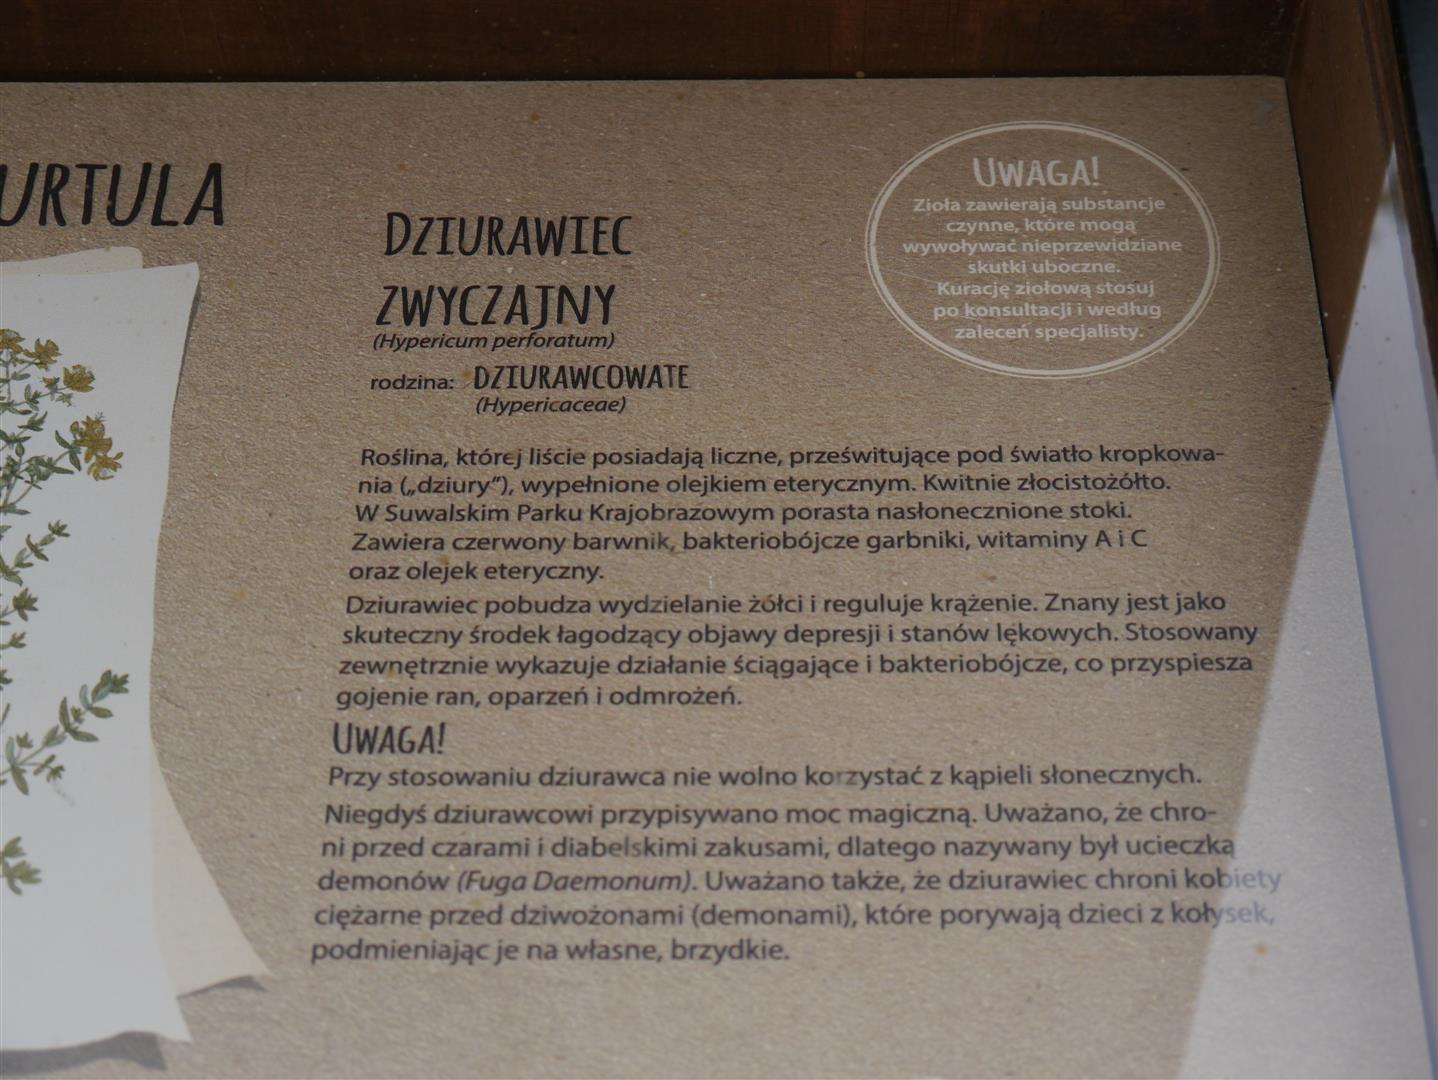 URTULA
DZIURAWIEC
ZWYCZAJNY
(Hypericum perforatum)
rodzina: DZIURAWCOWATE
(Hypericaceae)
UWAGA!
Zioła zawierają substancje
czynne, które mogą
wywoływać nieprzewidziane
skutki uboczne.
Kurację ziołową stosuj
po konsultacji i według
zaleceń specjalisty.
Roślina, której liście posiadają liczne, prześwitujące pod światło kropkowa-
nia („dziury"), wypełnione olejkiem eterycznym. Kwitnie złocistożółto.
W Suwalskim Parku Krajobrazowym porasta nasłonecznione stoki.
Zawiera czerwony barwnik, bakteriobójcze garbniki, witaminy A i C
oraz olejek eteryczny.
Dziurawiec pobudza wydzielanie żółci i reguluje krążenie. Znany jest jako
skuteczny środek łagodzący objawy depresji i stanów lękowych. Stosowany
zewnętrznie wykazuje działanie ściągające i bakteriobójcze, co przyspiesza
gojenie ran, oparzeń i odmrożeń.
UWAGA!
Przy stosowaniu dziurawca nie wolno korzystać z kąpieli słonecznych.
Niegdyś dziurawcowi przypisywano moc magiczną. Uważano, że chro-
ni przed czarami i diabelskimi zakusami, dlatego nazywany był ucieczką
demonów (Fuga Daemonum). Uważano także, że dziurawiec chroni kobiety
ciężarne przed dziwożonami (demonami), które porywają dzieci z kołysek,
podmieniając je na własne, brzydkie.